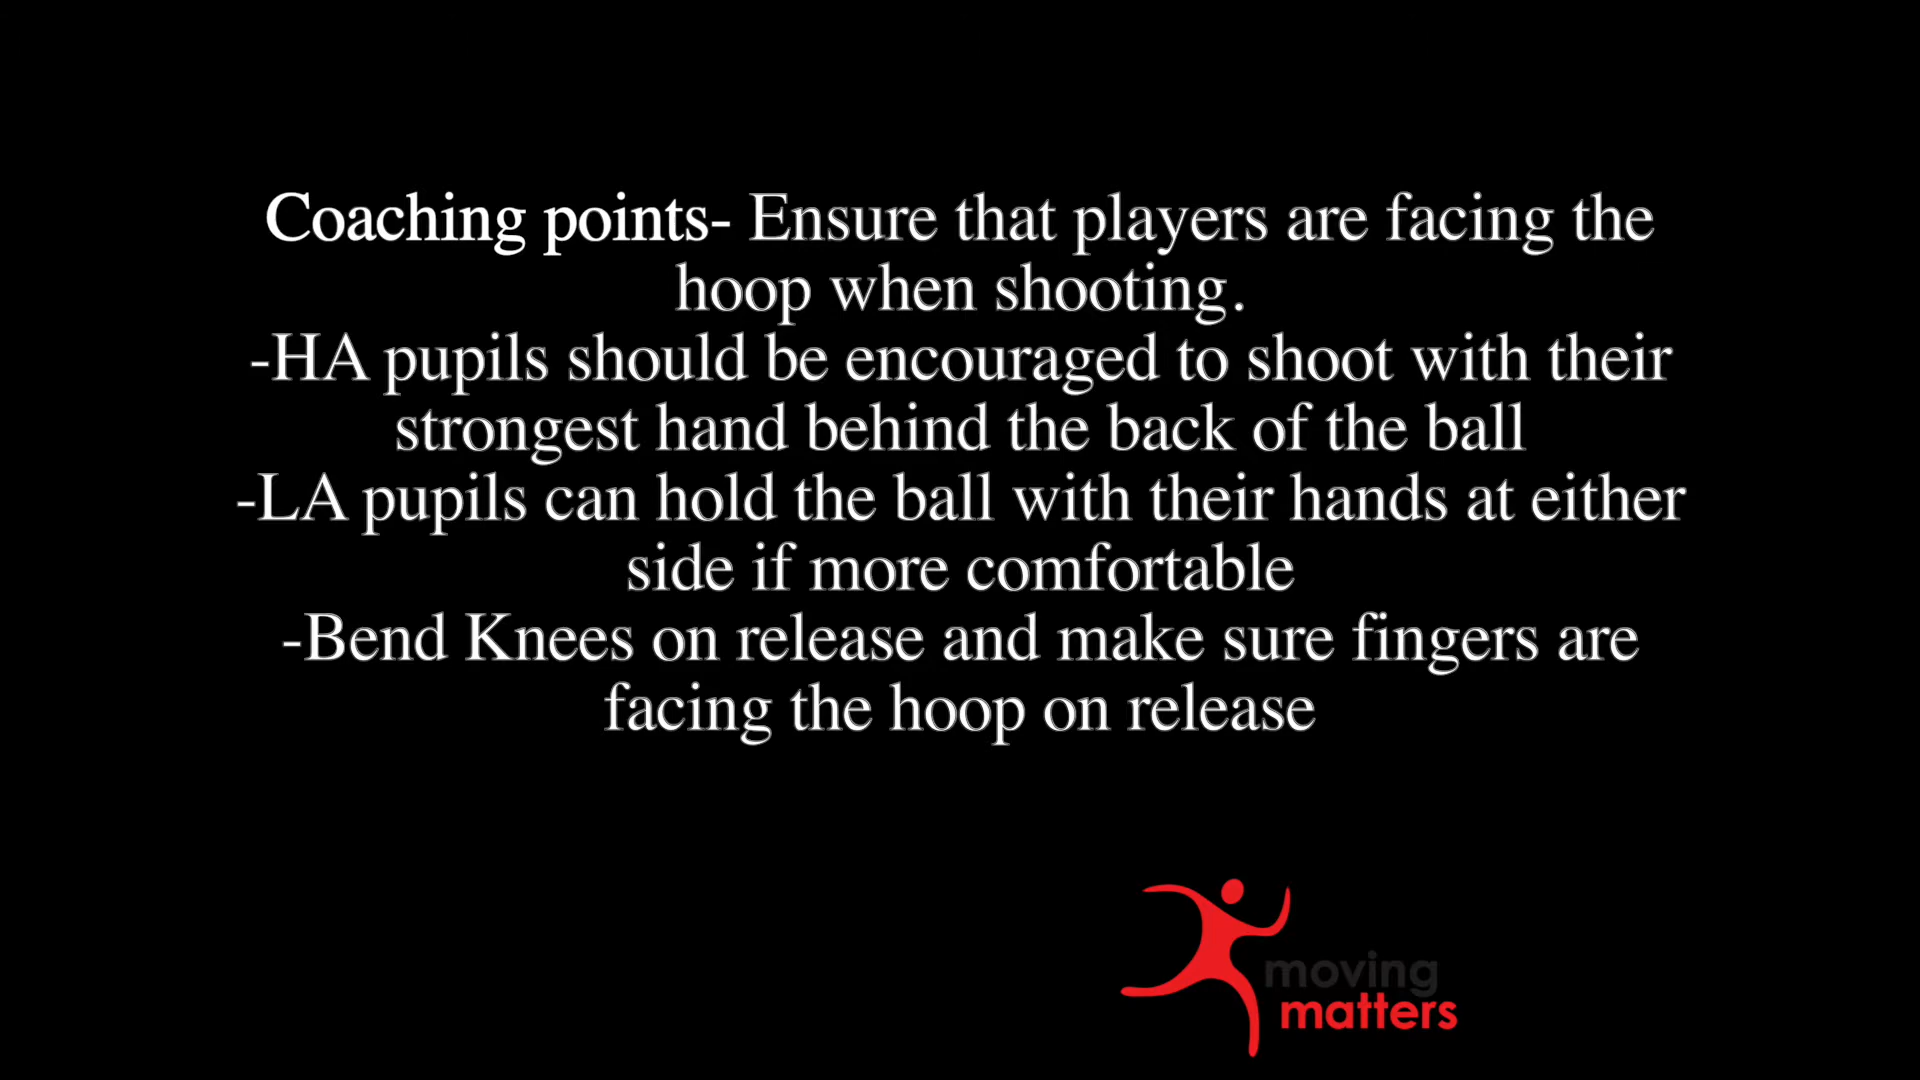 Coaching points- Ensure that players are facing the
hoop when shooting.
-HA pupils should be encouraged to shoot with their
strongest hand behind the back of the ball
-LA pupils can hold the ball with their hands at either
side if more comfortable
-Bend Knees on release and make sure fingers are
facing the hoop on release
moving
matters